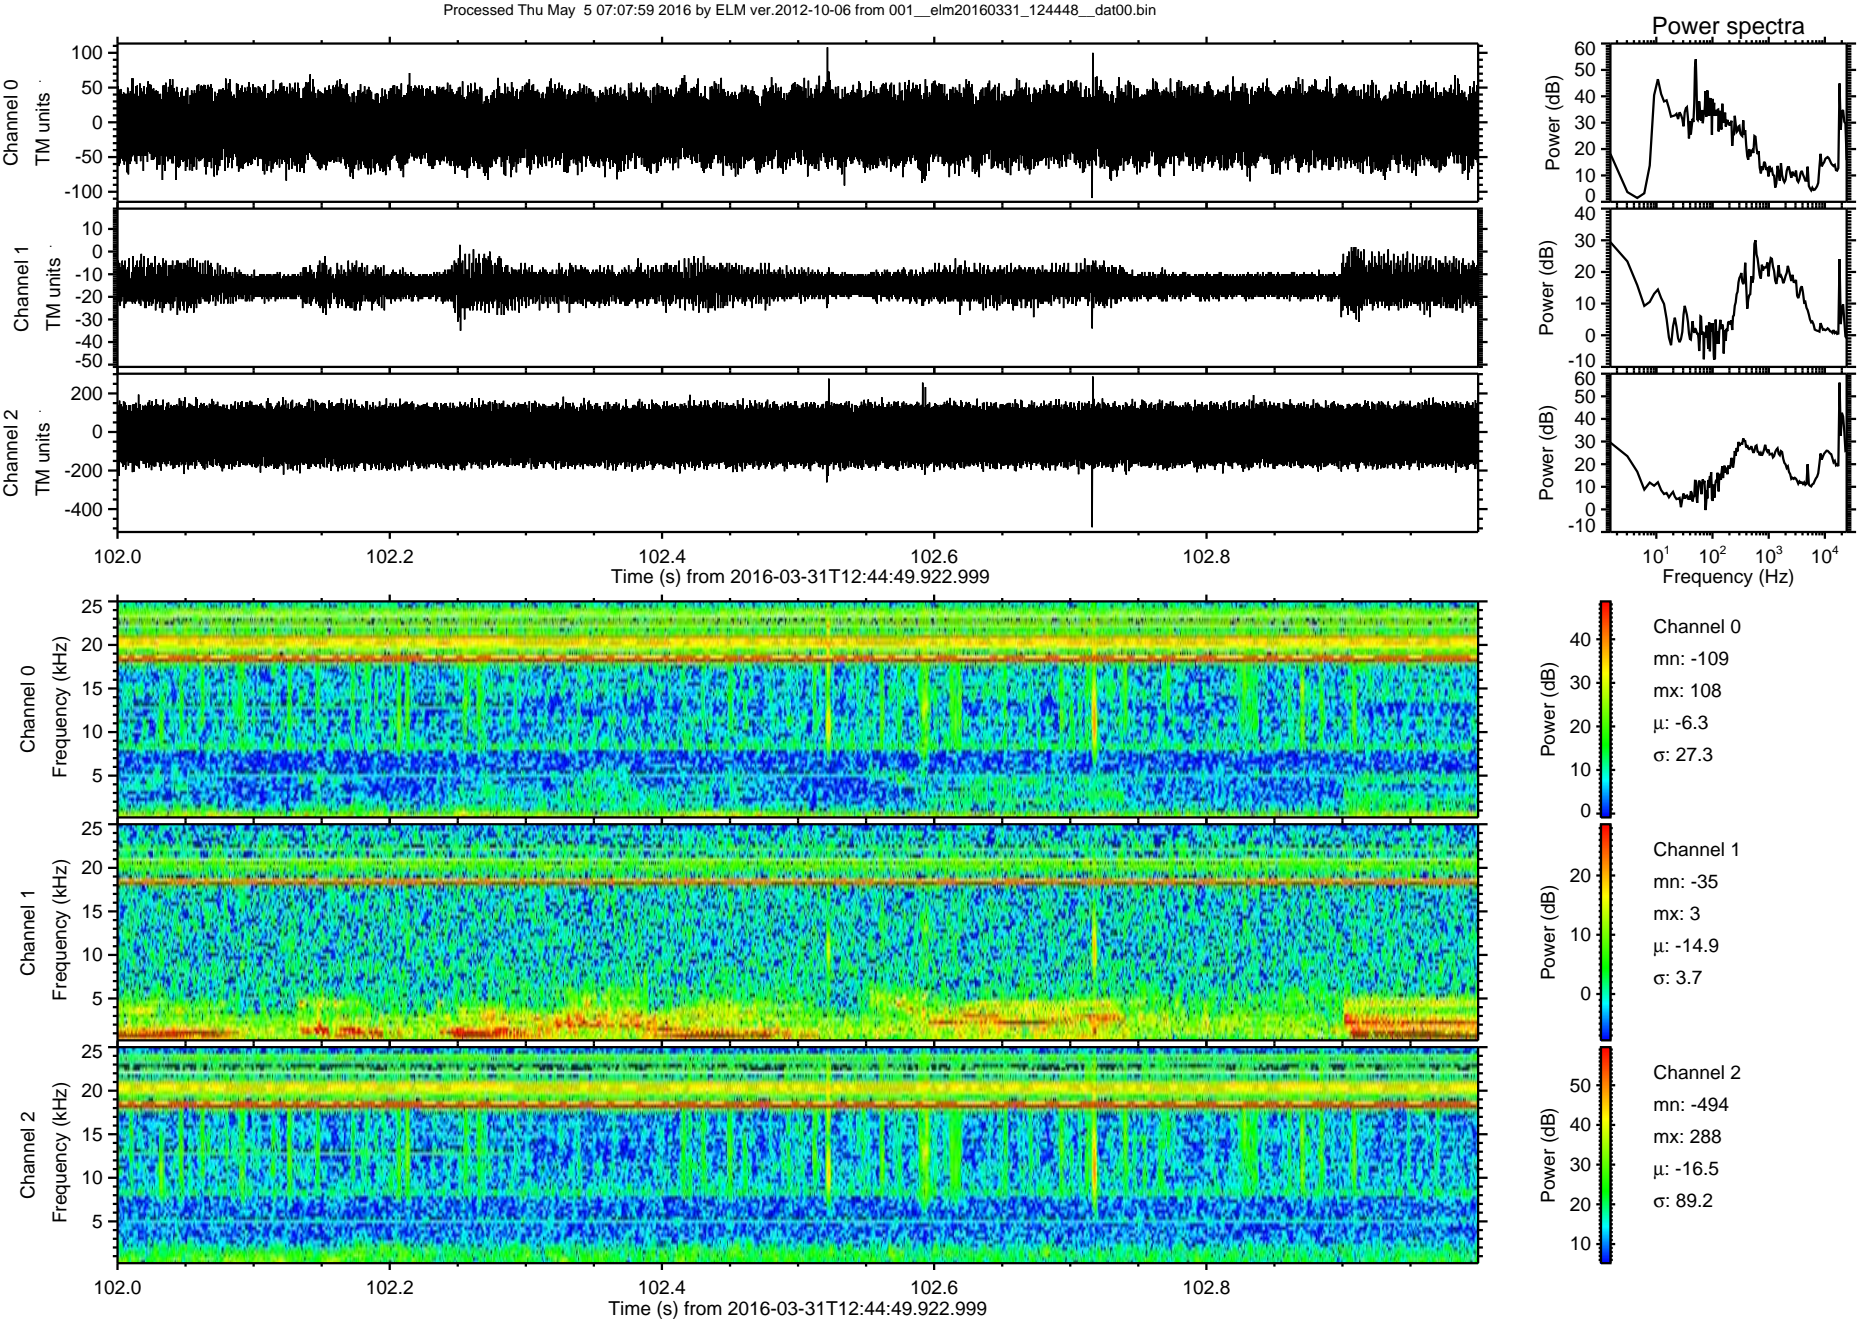 Processed Thu May  5 07:07:59 2016 by ELM ver.2012-10-06 from 001__elm20160331_124448__dat00.bin
Power spectra
Channel 0
TM units
100
50
0
-50
-100
Power (dB)
60
50
40
30
20
10
0
Channel 1
TM units
10
0
-10
-20
-30
-40
-50
Power (dB)
40
30
20
10
0
-10
Channel 2
TM units
200
0
-200
-400
Power (dB)
60
50
40
30
20
10
0
-10
102.0 102.2 102.4 102.6 102.8
Time (s) from 2016-03-31T12:44:49.922.999
10¹ 10² 10³ 10⁴
Frequency (Hz)
Channel 0
Frequency (kHz)
25
20
15
10
5
Power (dB)
40
30
20
10
0
Channel 0
mn: -109
mx: 108
μ: -6.3
σ: 27.3
Channel 1
Frequency (kHz)
25
20
15
10
5
Power (dB)
20
10
0
Channel 1
mn: -35
mx: 3
μ: -14.9
σ: 3.7
Channel 2
Frequency (kHz)
25
20
15
10
5
Power (dB)
50
40
30
20
10
Channel 2
mn: -494
mx: 288
μ: -16.5
σ: 89.2
102.0 102.2 102.4 102.6 102.8
Time (s) from 2016-03-31T12:44:49.922.999